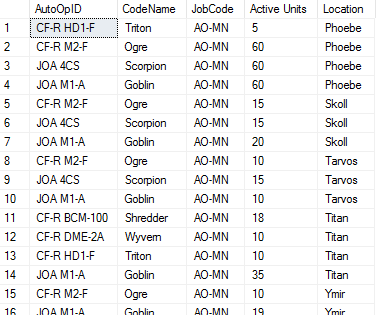 AutoOpID CodeName JobCode Active Units Location
1 CF-R HD1-F Triton AO-MN 5 Phoebe
2 CF-R M2-F Ogre AO-MN 60 Phoebe
3 JOA 4CS Scorpion AO-MN 60 Phoebe
4 JOA M1-A Goblin AO-MN 60 Phoebe
5 CF-R M2-F Ogre AO-MN 15 Skoll
6 JOA 4CS Scorpion AO-MN 15 Skoll
7 JOA M1-A Goblin AO-MN 20 Skoll
8 CF-R M2-F Ogre AO-MN 10 Tarvos
9 JOA 4CS Scorpion AO-MN 15 Tarvos
10 JOA M1-A Goblin AO-MN 10 Tarvos
11 CF-R BCM-100 Shredder AO-MN 18 Titan
12 CF-R DME-2A Wyvern AO-MN 10 Titan
13 CF-R HD1-F Triton AO-MN 10 Titan
14 JOA M1-A Goblin AO-MN 35 Titan
15 CF-R M2-F Ogre AO-MN 10 Ymir
16 JOA M1-A Goblin AO-MN 19 Ymir